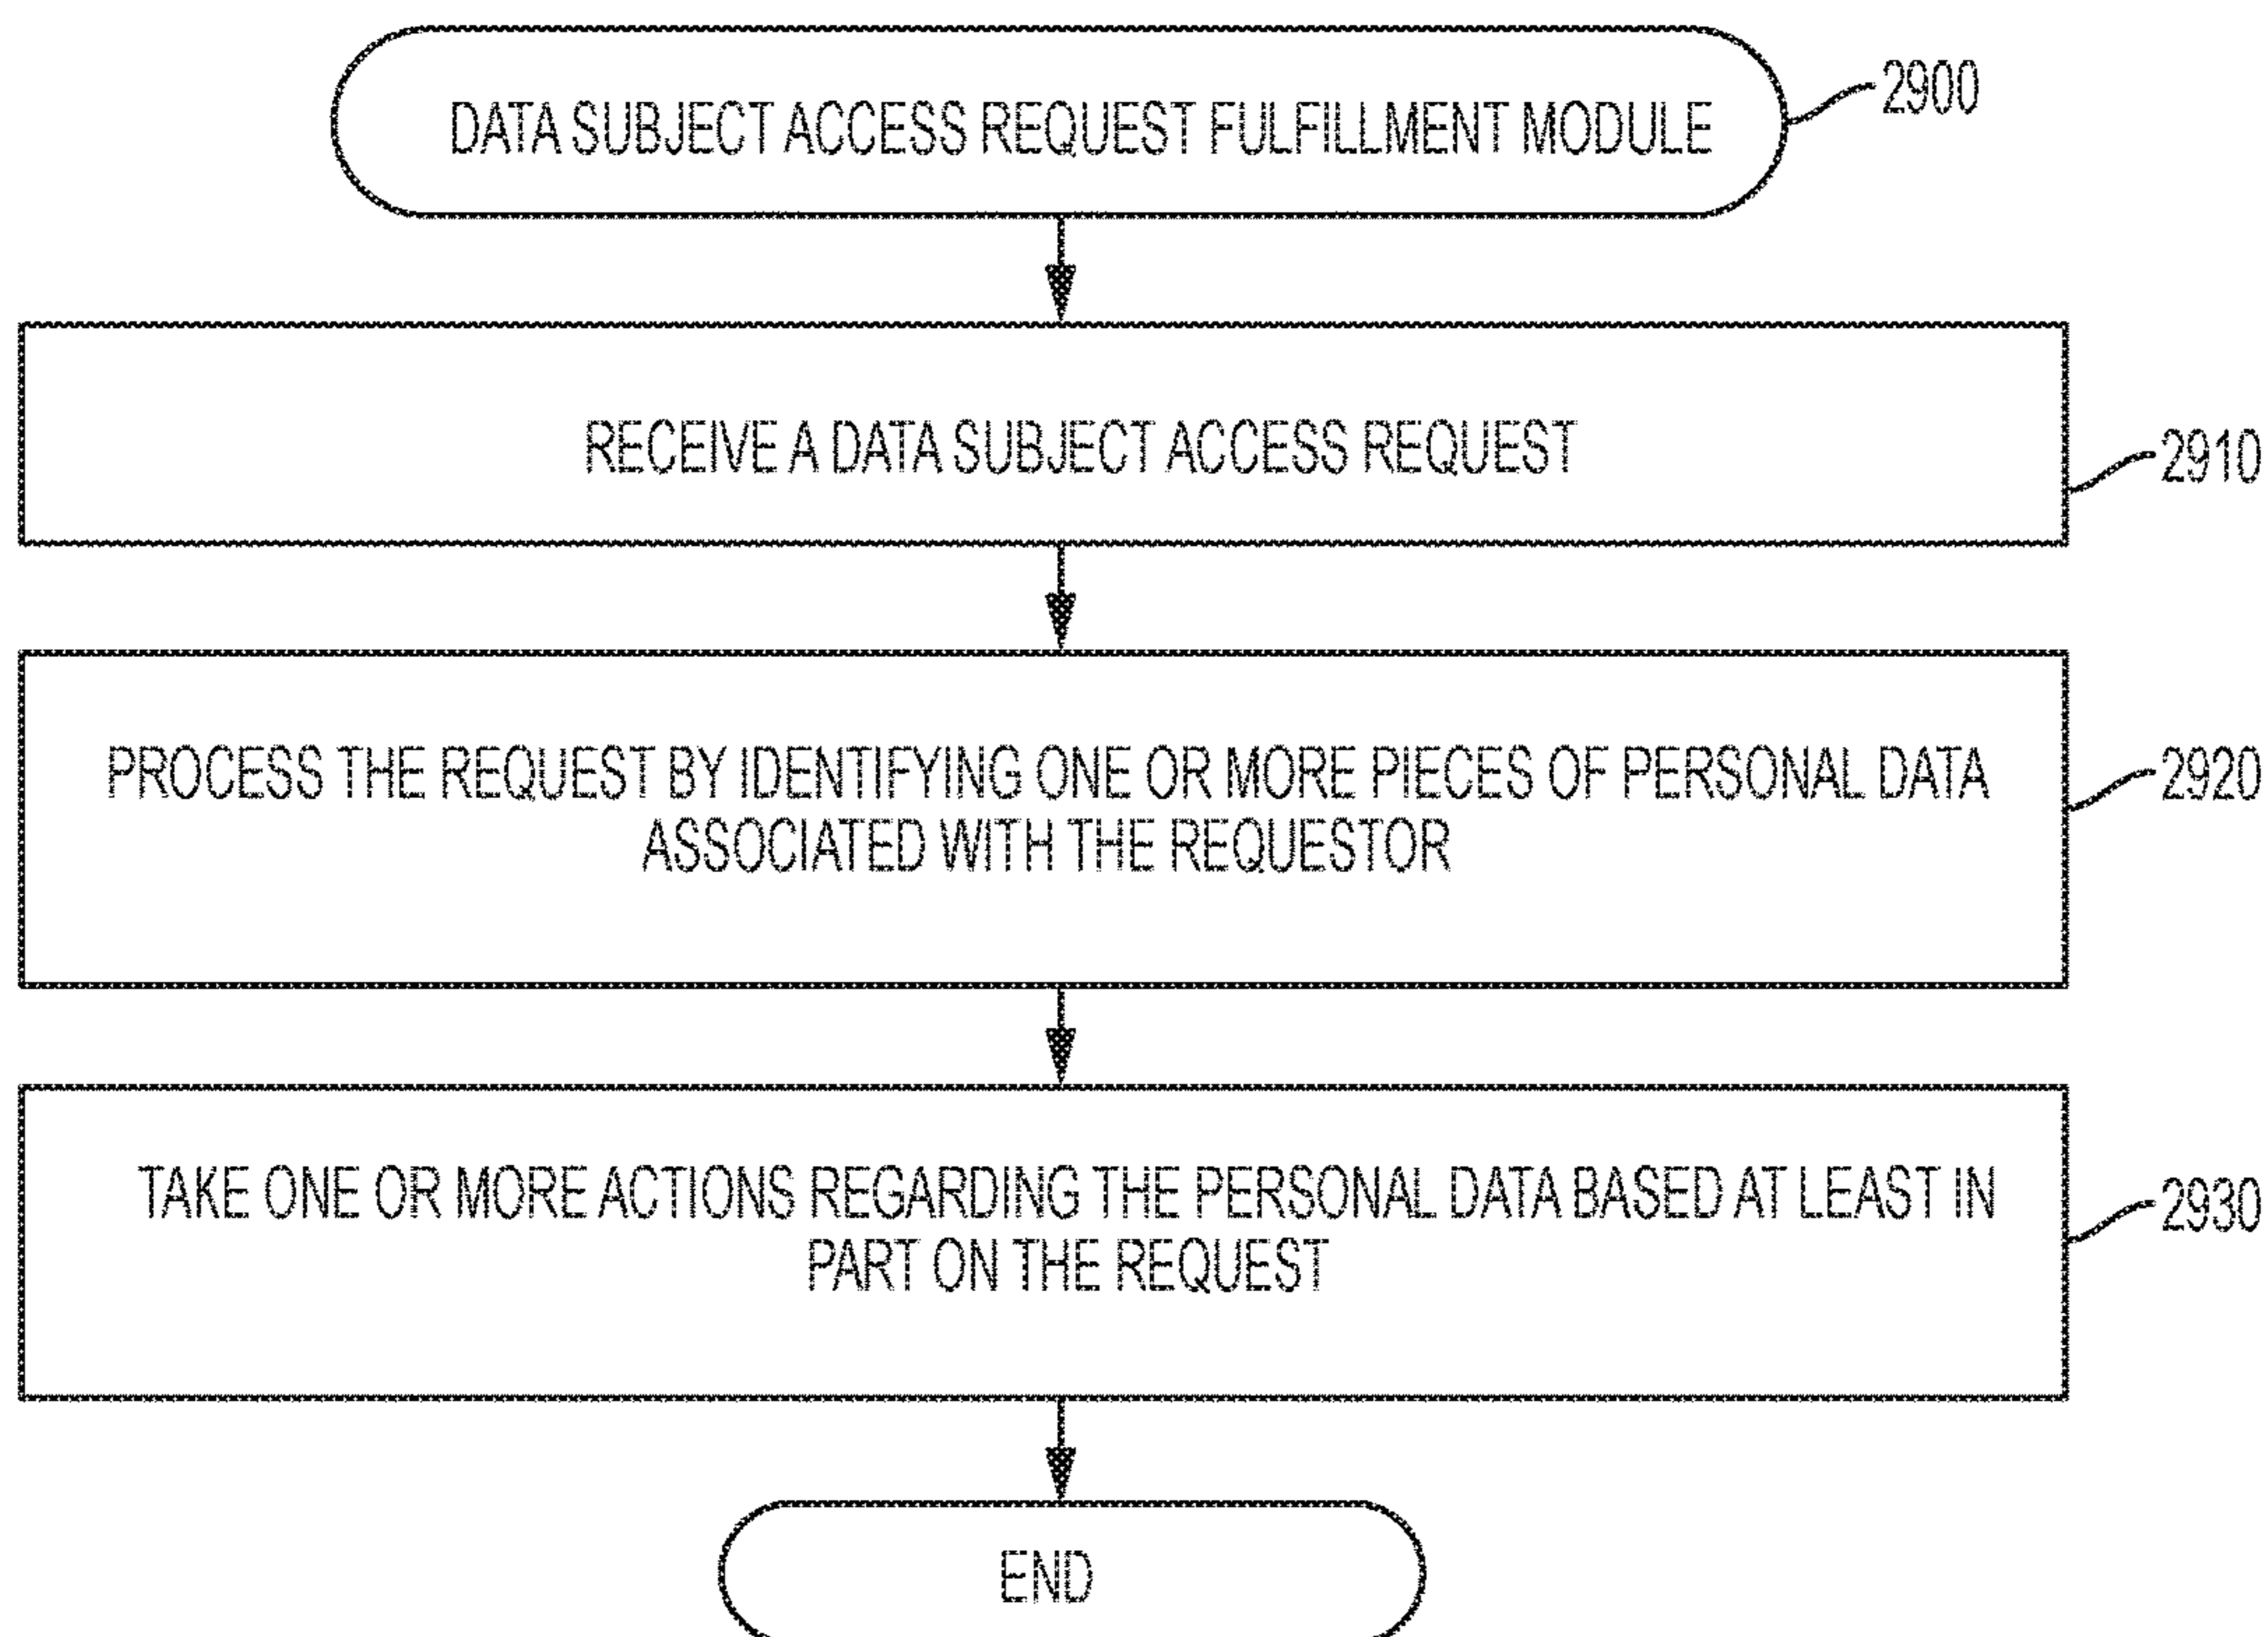 DATA SUBJECT ACCESS REQUEST FULFILLMENT MODULE
2900
RECEIVE A DATA SUBJECT ACCESS REQUEST
2910
PROCESS THE REQUEST BY IDENTIFYING ONE OR MORE PIECES OF PERSONAL DATA
ASSOCIATED WITH THE REQUESTOR
2920
TAKE ONE OR MORE ACTIONS REGARDING THE PERSONAL DATA BASED AT LEAST IN
PART ON THE REQUEST
2930
END